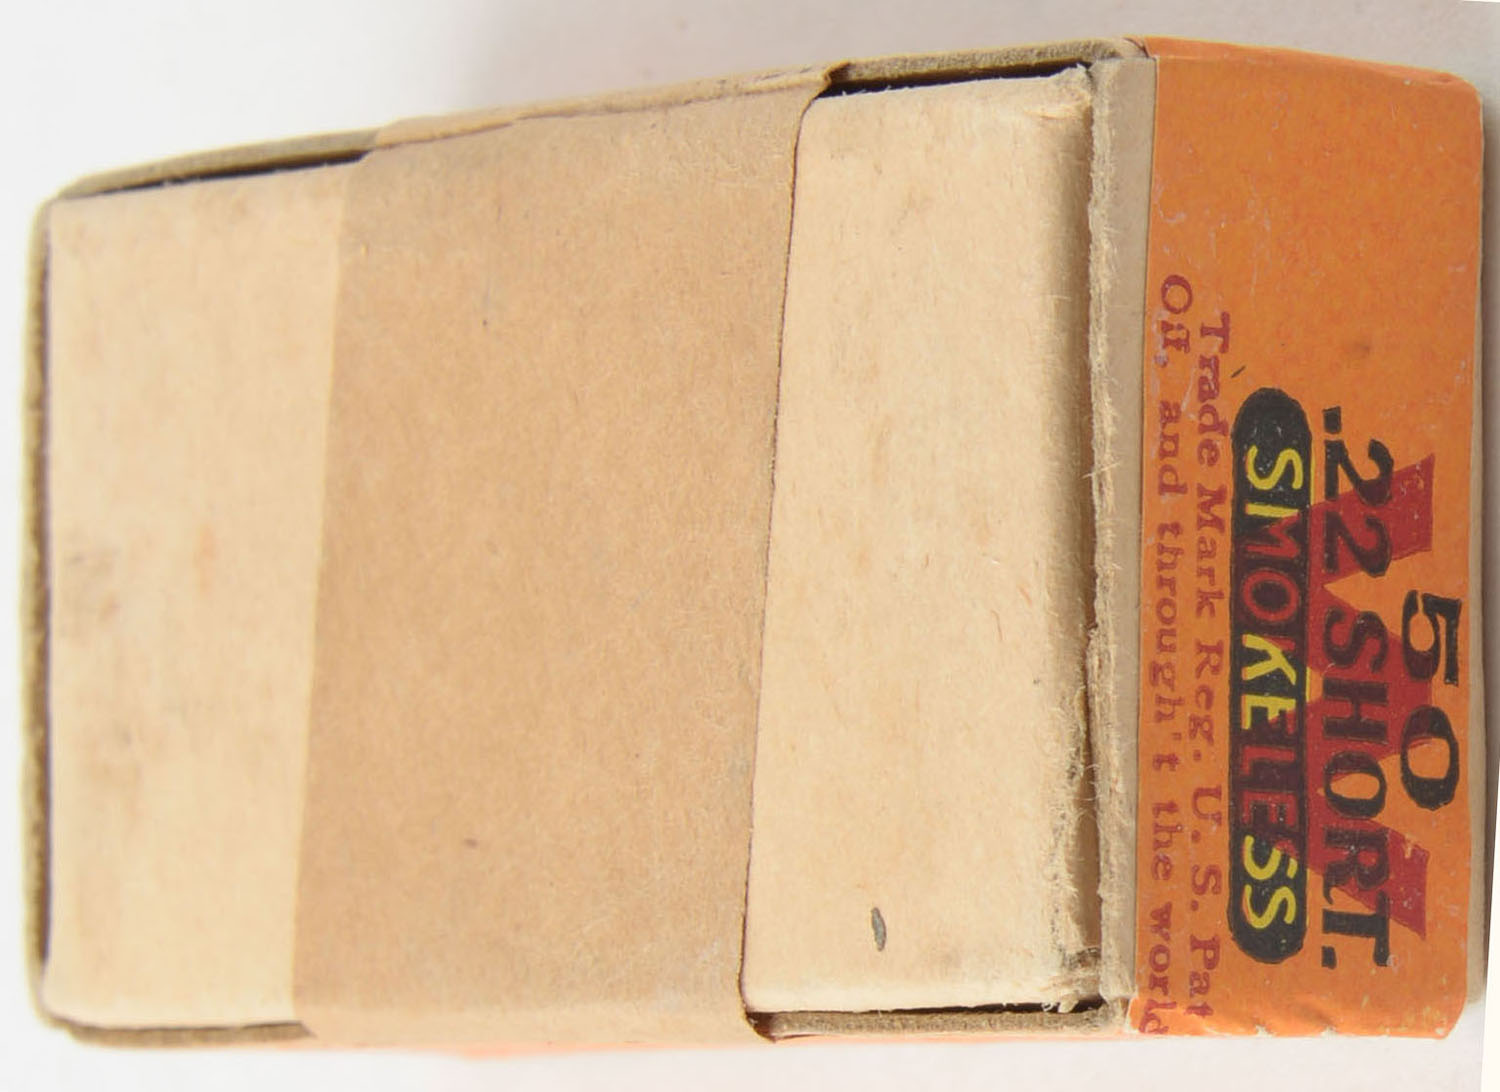 50
.22 SHORT.
SMOKELESS
Trade Mark Reg. U. S. Pat
Off, and through't the world